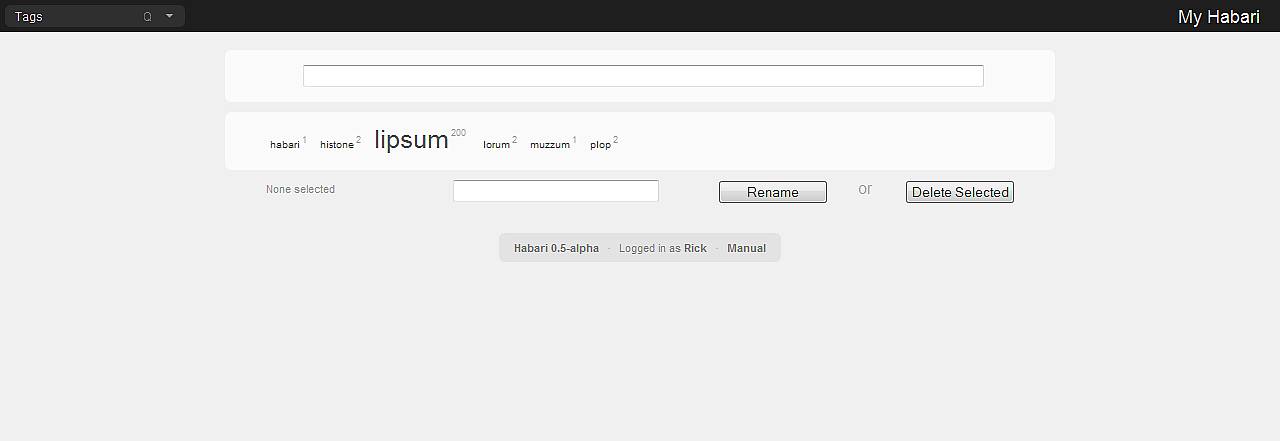 Tags Q My Habari
habari 1 histone 2 lipsum 200 lorum 2 muzzum 1 plop 2
None selected Rename or Delete Selected
Habari 0.5-alpha · Logged in as Rick · Manual